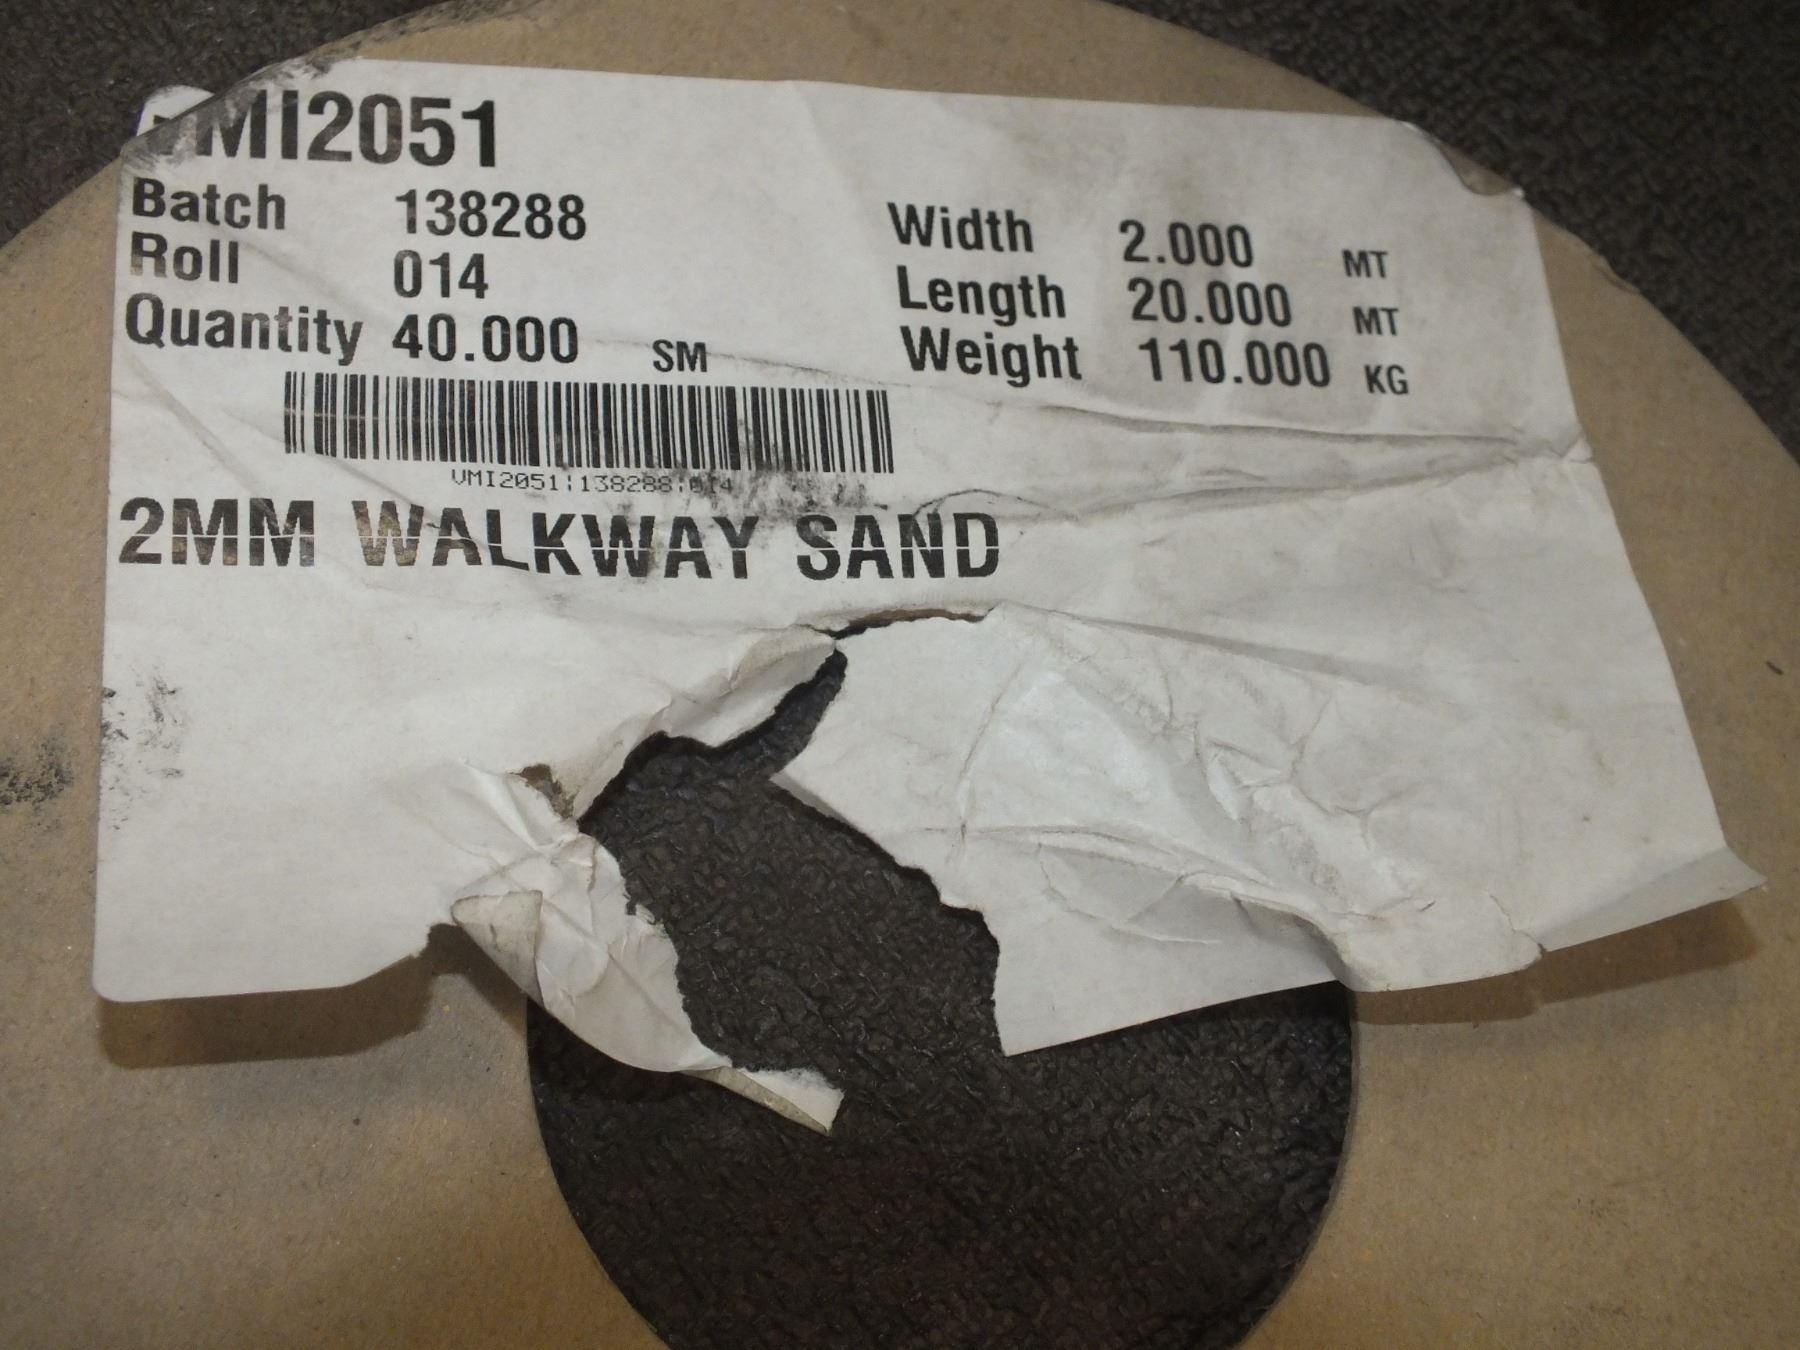 VMI2051
Batch 138288
Roll 014
Quantity 40.000 SM
Width 2.000 MT
Length 20.000 MT
Weight 110.000 KG
VMI2051|138288|014
2MM WALKWAY SAND